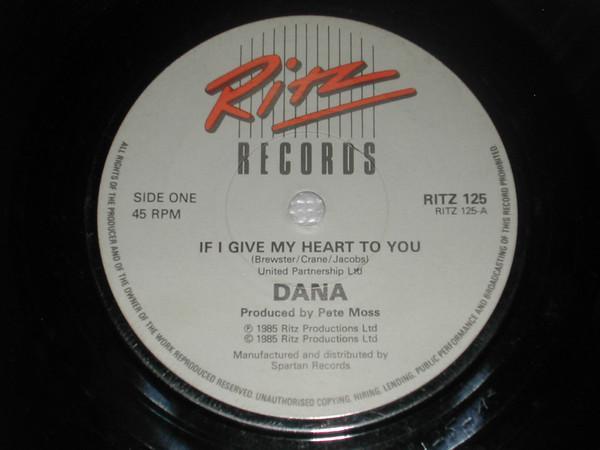 Ritz
RECORDS
SIDE ONE
45 RPM
RITZ 125
RITZ 125-A
IF I GIVE MY HEART TO YOU
(Brewster/Crane/Jacobs)
United Partnership Ltd
DANA
Produced by Pete Moss
Ⓟ 1985 Ritz Productions Ltd
© 1985 Ritz Productions Ltd
Manufactured and distributed by
Spartan Records
ALL RIGHTS OF THE PRODUCER AND OF THE OWNER OF THE WORK REPRODUCED RESERVED. UNAUTHORISED COPYING, HIRING, LENDING, PUBLIC PERFORMANCE AND BROADCASTING OF THIS RECORD PROHIBITED